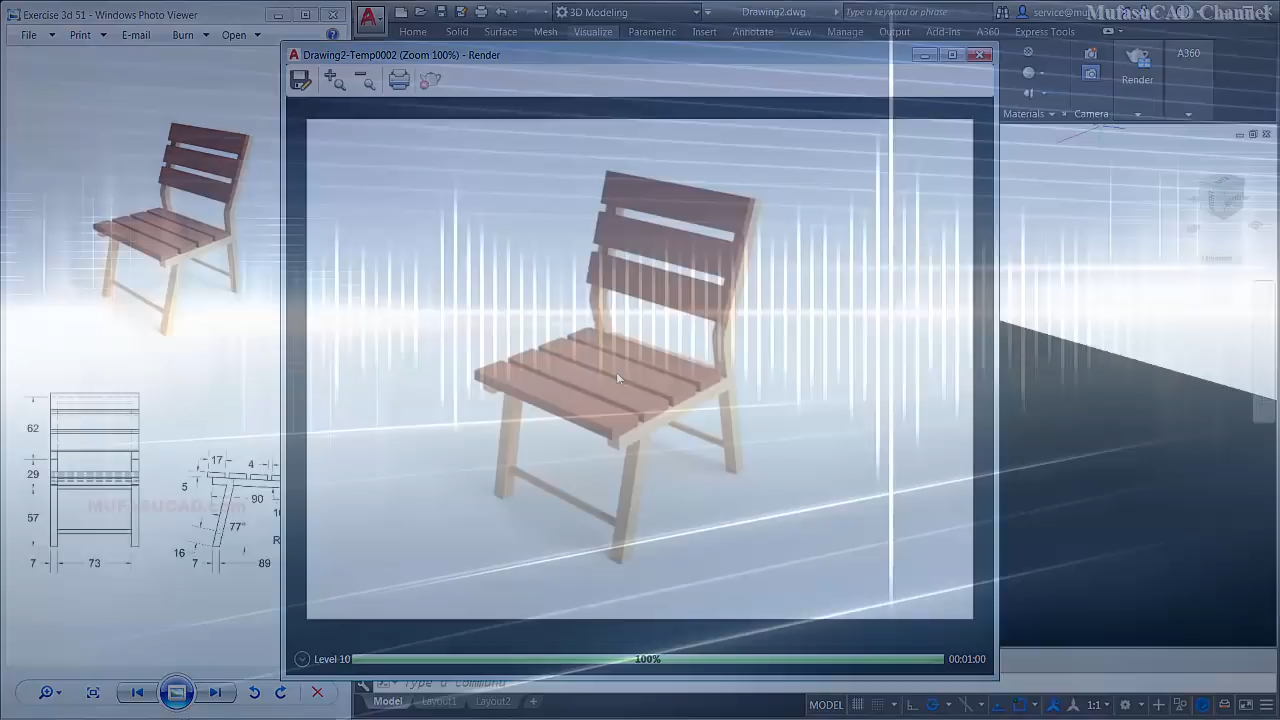 Exercise 3d 51 - Windows Photo Viewer
File Print E-mail Burn Open
62
29
57
7 73
17 4
5
90
77°
16
7 89
MUFASUCAD.com
3D Modeling
Drawing2.dwg
Type a keyword or phrase
MufasuCAD Channel
Home Solid Surface Mesh Visualize Parametric Insert Annotate View Manage Output Add-Ins A360 Express Tools
Render
A360
Materials Camera
Drawing2-Temp0002 (Zoom 100%) - Render
Level 10 100% 00:01:00
Type a command
Model Layout1 Layout2
MODEL 1:1